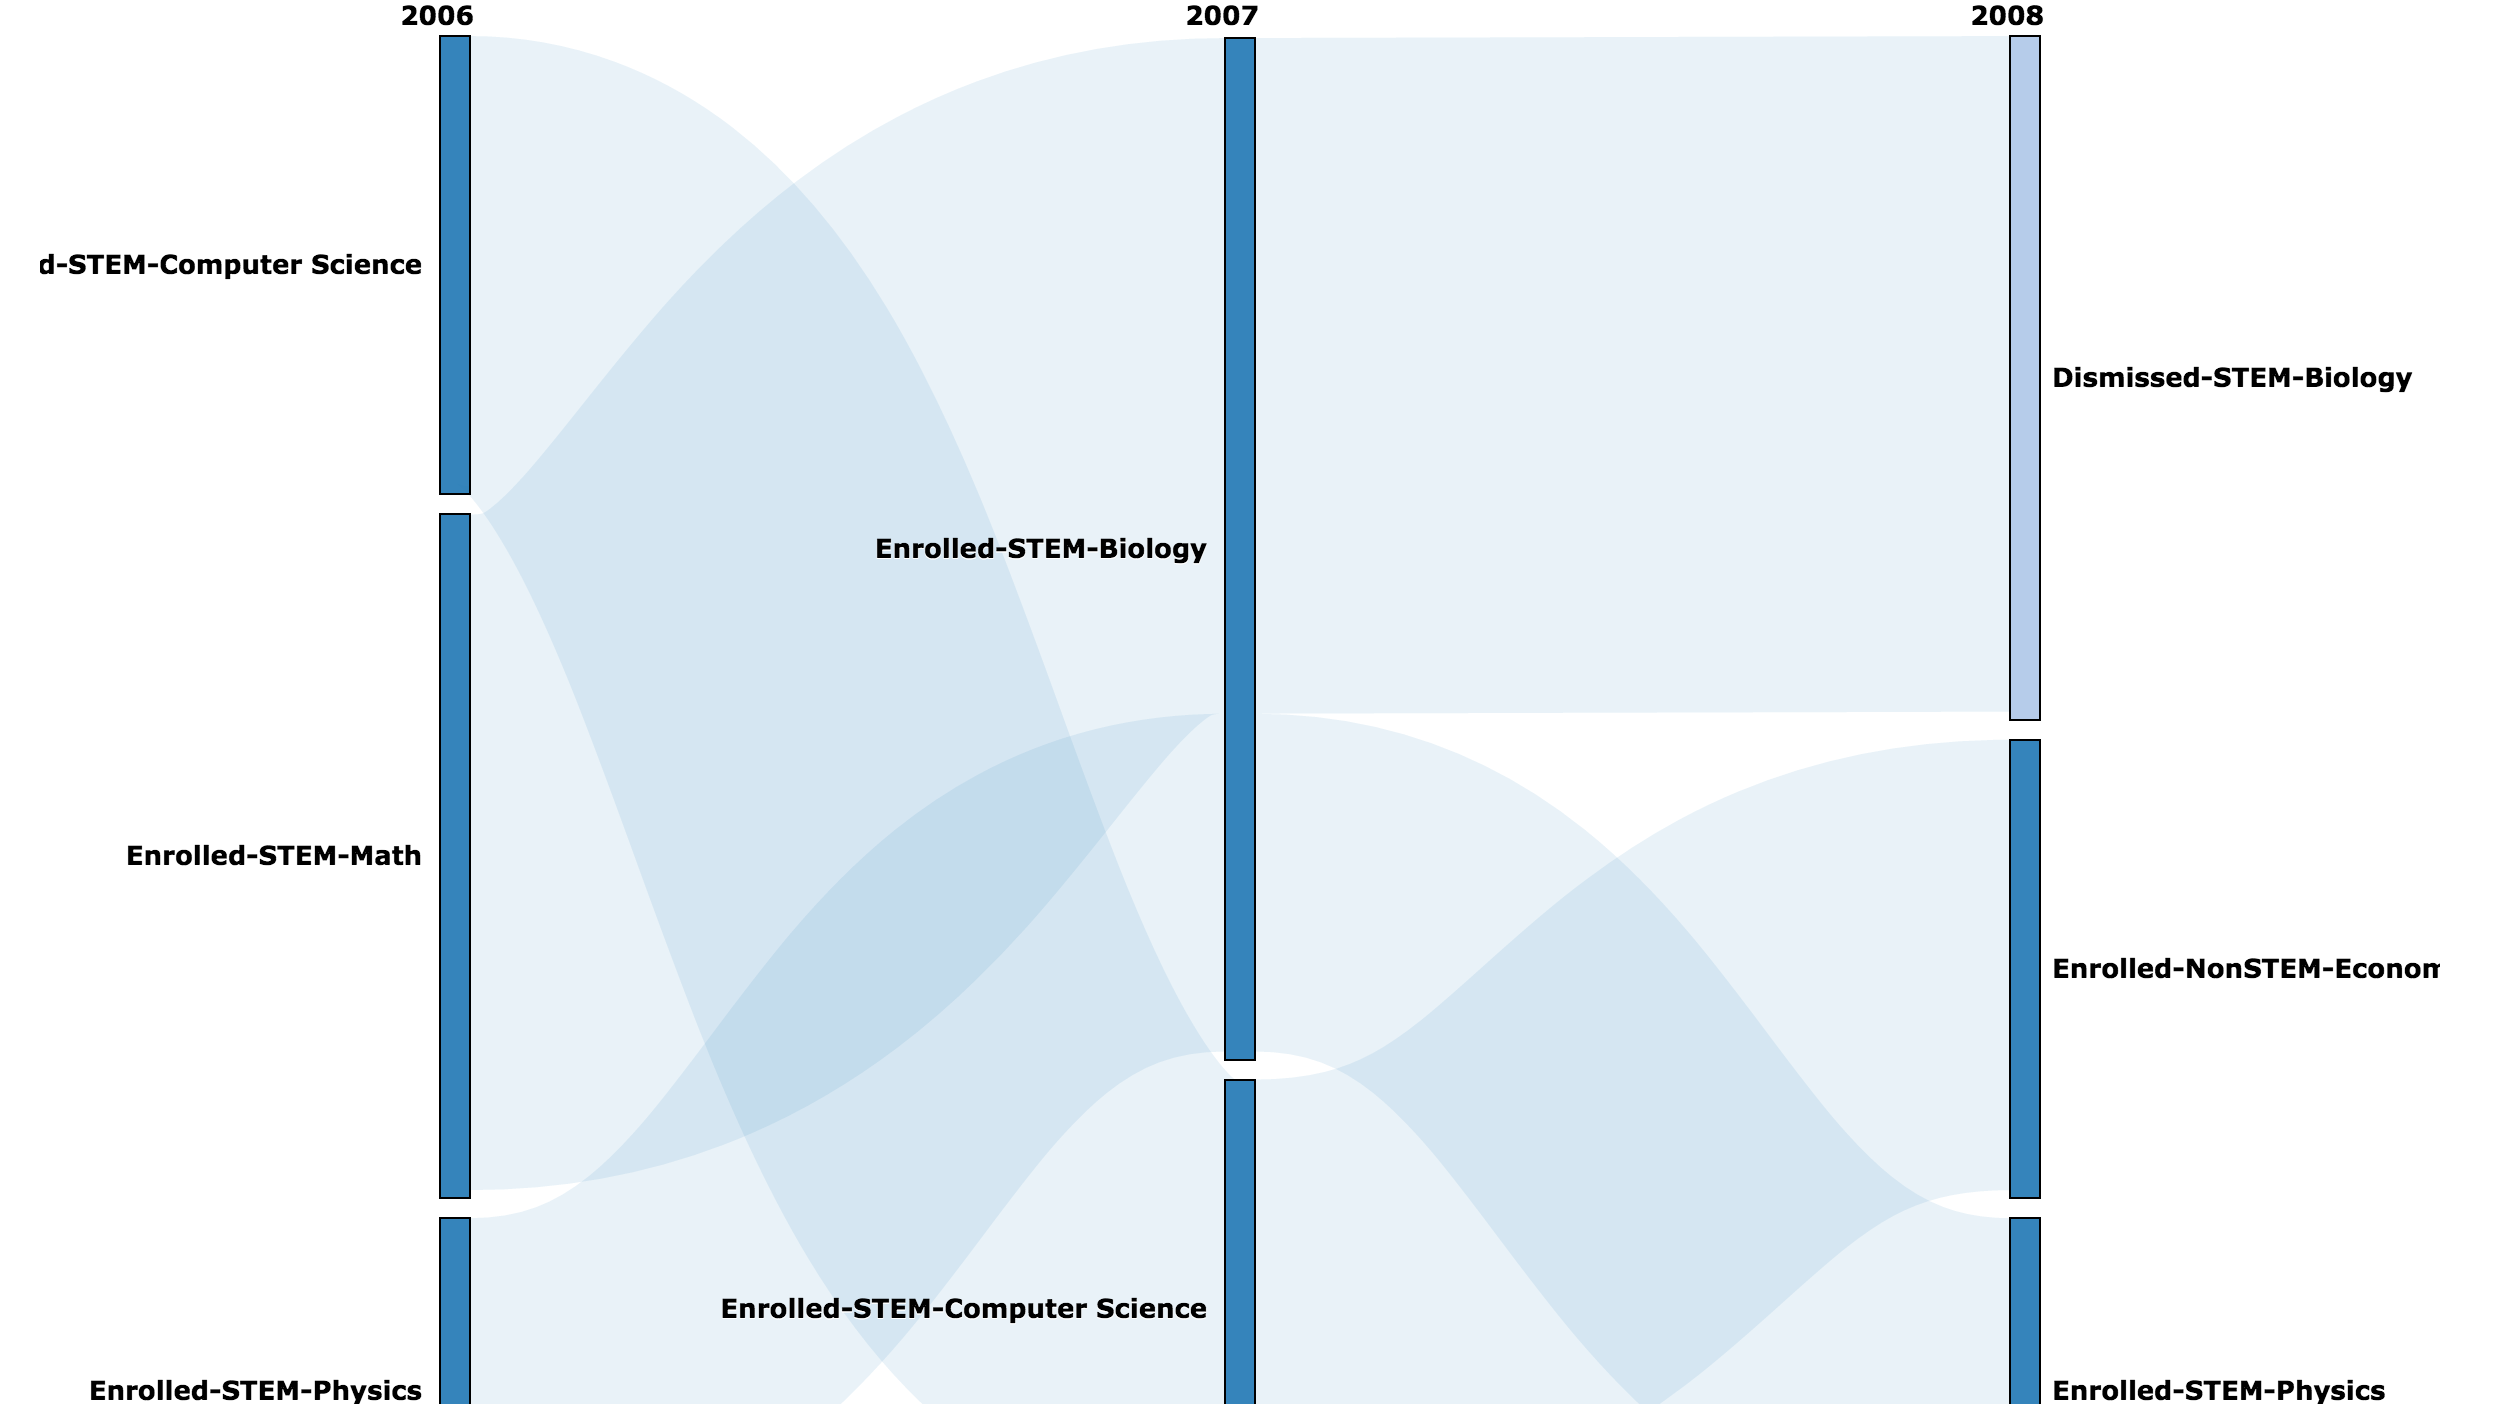 2006 2007 2008
d-STEM-Computer Science
Dismissed-STEM-Biology
Enrolled-STEM-Biology
Enrolled-STEM-Math
Enrolled-NonSTEM-Econom
Enrolled-STEM-Computer Science
Enrolled-STEM-Physics
Enrolled-STEM-Physics